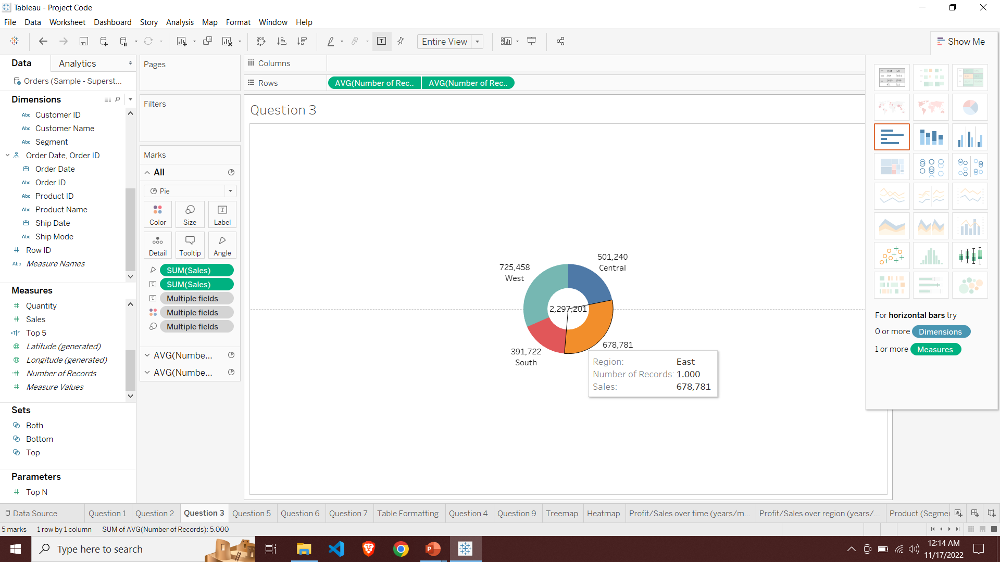 Tableau - Project Code
File Data Worksheet Dashboard Story Analysis Map Format Window Help
Entire View
Show Me
Data Analytics
Orders (Sample - Superst...
Dimensions
Abc Customer ID
Abc Customer Name
Abc Segment
Order Date, Order ID
Order Date
Abc Order ID
Abc Product ID
Abc Product Name
Ship Date
Abc Ship Mode
# Row ID
Abc Measure Names
Measures
# Quantity
# Sales
=T|F Top 5
Latitude (generated)
Longitude (generated)
=# Number of Records
# Measure Values
Sets
Both
Bottom
Top
Parameters
# Top N
Pages
Filters
Marks
All
Pie
Color Size Label
Detail Tooltip Angle
SUM(Sales)
SUM(Sales)
Multiple fields
Multiple fields
Multiple fields
AVG(Numbe...
AVG(Numbe...
Columns
Rows AVG(Number of Rec.. AVG(Number of Rec..
Question 3
501,240
Central
725,458
West
2,297,201
391,722
South
678,781
Region: East
Number of Records: 1.000
Sales: 678,781
For horizontal bars try
0 or more Dimensions
1 or more Measures
Data Source Question 1 Question 2 Question 3 Question 5 Question 6 Question 7 Table Formatting Question 4 Question 9 Treemap Heatmap Profit/Sales over time (years/m... Profit/Sales over region (years/... Product (Segmer
5 marks 1 row by 1 column SUM of AVG(Number of Records): 5.000
Type here to search
12:14 AM
11/17/2022